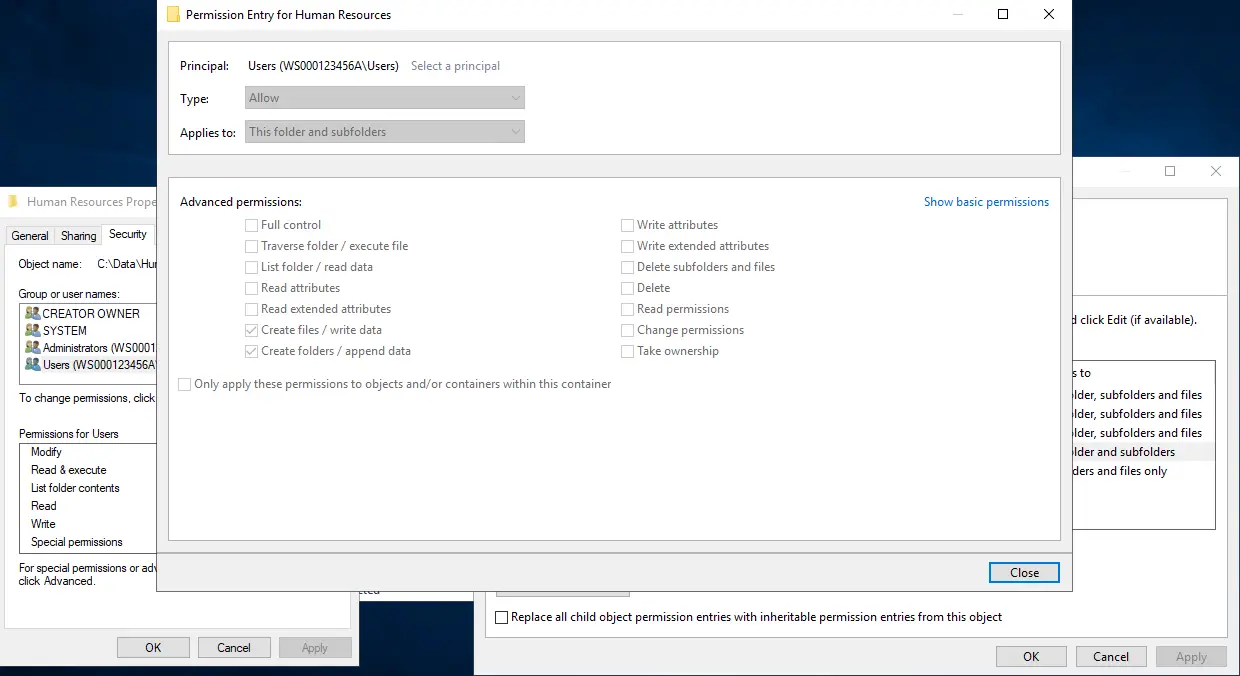 Permission Entry for Human Resources
Principal: Users (WS000123456A\Users) Select a principal
Type: Allow
Applies to: This folder and subfolders
Advanced permissions: Show basic permissions
Full control
Traverse folder / execute file
List folder / read data
Read attributes
Read extended attributes
Create files / write data
Create folders / append data
Write attributes
Write extended attributes
Delete subfolders and files
Delete
Read permissions
Change permissions
Take ownership
Only apply these permissions to objects and/or containers within this container
Close
Human Resources Prope
General Sharing Security
Object name: C:\Data\Hu
Group or user names:
CREATOR OWNER
SYSTEM
Administrators (WS0001
Users (WS000123456A
To change permissions, click
Permissions for Users
Modify
Read & execute
List folder contents
Read
Write
Special permissions
For special permissions or adv
click Advanced.
OK Cancel Apply
d click Edit (if available).
s to
lder, subfolders and files
lder, subfolders and files
lder, subfolders and files
lder and subfolders
ders and files only
Replace all child object permission entries with inheritable permission entries from this object
OK Cancel Apply